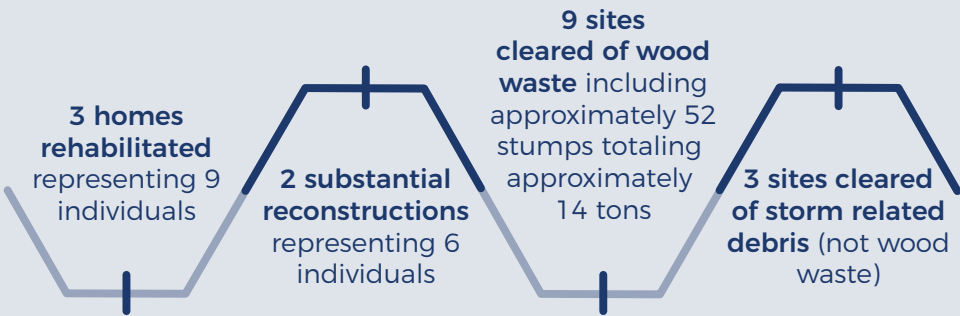 3 homes
rehabilitated
representing 9
individuals
2 substantial
reconstructions
representing 6
individuals
9 sites
cleared of wood
waste including
approximately 52
stumps totaling
approximately
14 tons
3 sites cleared
of storm related
debris (not wood
waste)